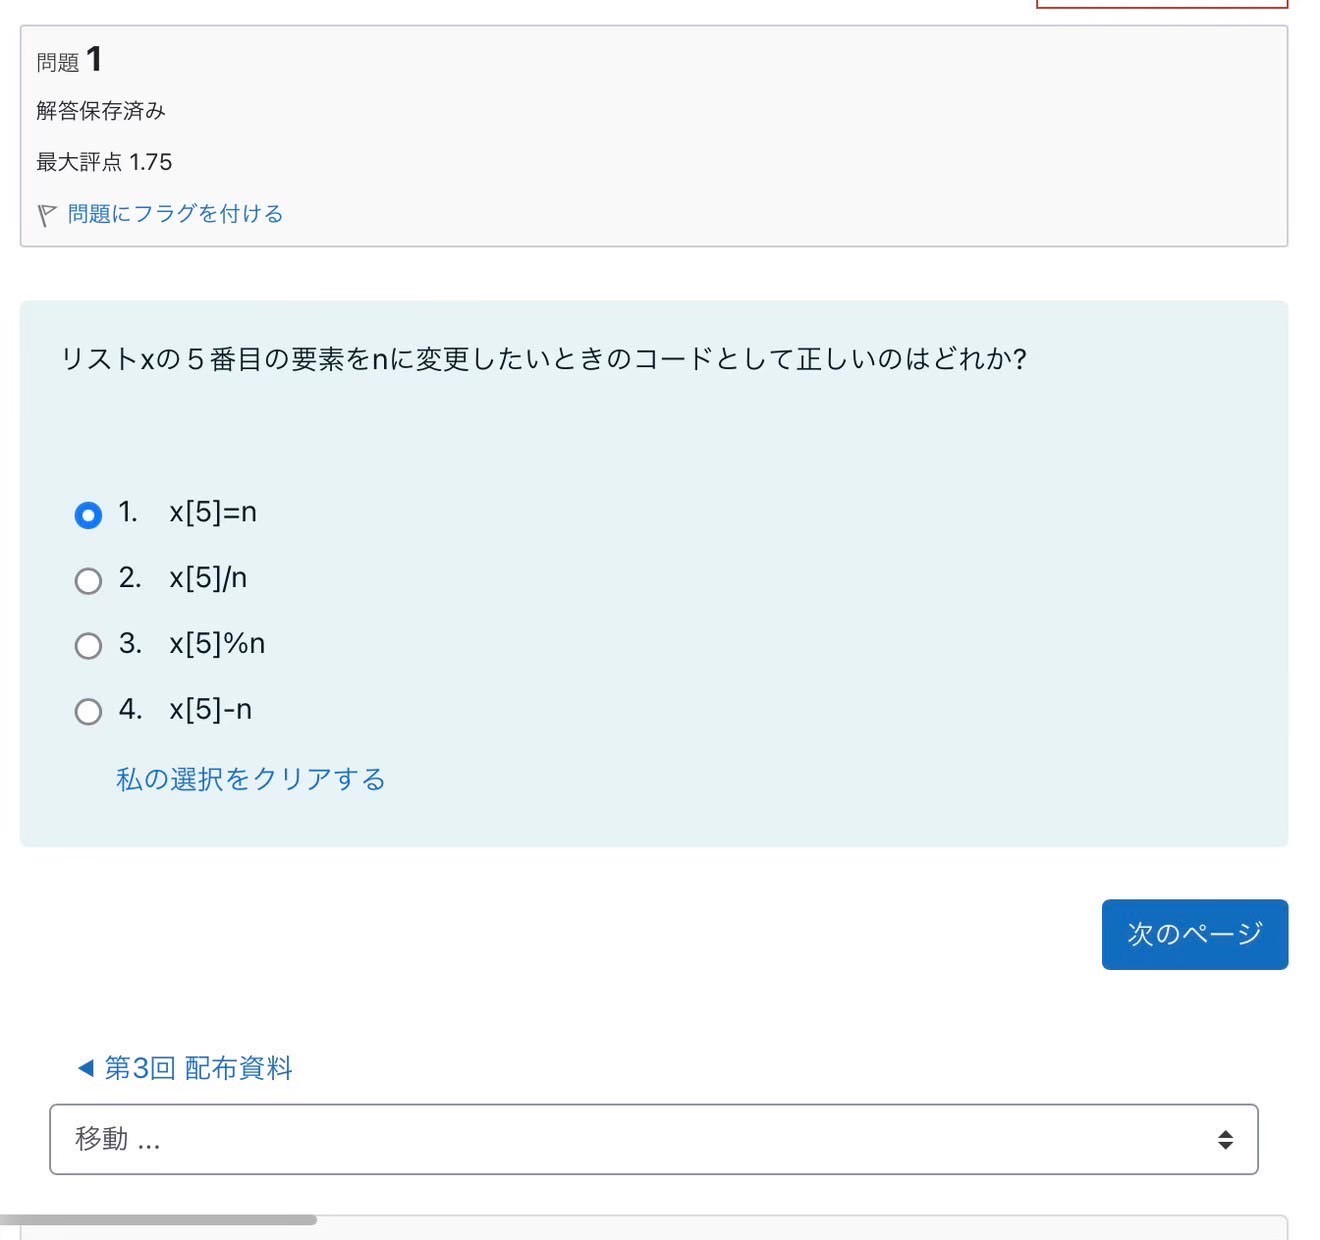 問題 1
解答保存済み
最大評点 1.75
問題にフラグを付ける
リストxの５番目の要素をnに変更したいときのコードとして正しいのはどれか?
1. x[5]=n
2. x[5]/n
3. x[5]%n
4. x[5]-n
私の選択をクリアする
次のページ
◀ 第3回 配布資料
移動 ...